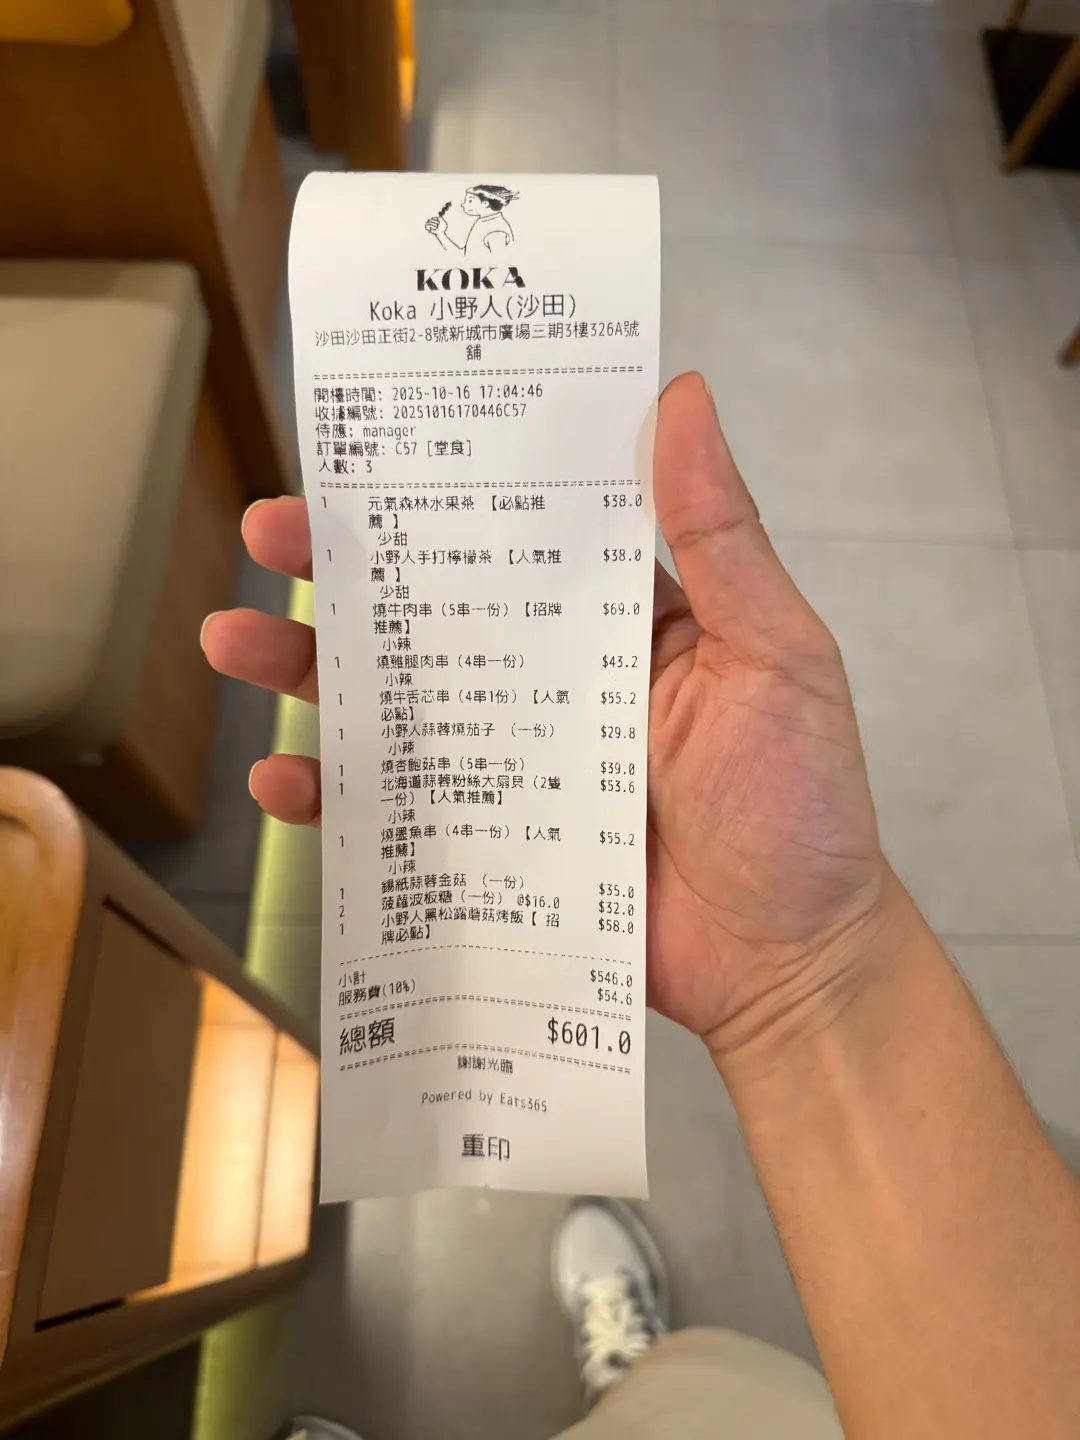 KOKA
Koka 小野人(沙田)
沙田沙田正街2-8號新城市廣場三期3樓326A號
舖
開檯時間: 2025-10-16 17:04:46
收據編號: 20251016170446C57
侍應: manager
訂單編號: C57 [堂食]
人數: 3
1 元氣森林水果茶 【必點推 $38.0
薦 】
少甜
1 小野人手打檸檬茶 【人氣推 $38.0
薦 】
少甜
1 燒牛肉串（5串一份）【招牌 $69.0
推薦】
小辣
1 燒雞腿肉串（4串一份） $43.2
小辣
1 燒牛舌芯串（4串1份）【人氣 $55.2
必點】
1 小野人蒜蓉燒茄子 （一份） $29.8
小辣
1 燒杏鮑菇串（5串一份） $39.0
1 北海道蒜蓉粉絲大扇貝（2隻 $53.6
一份）【人氣推薦】
小辣
1 燒墨魚串（4串一份）【人氣 $55.2
推薦】
小辣
1 錫紙蒜蓉金菇 （一份） $35.0
2 菠蘿波板糖（一份） @$16.0 $32.0
1 小野人黑松露蘑菇烤飯【 招 $58.0
牌必點】
小計 $546.0
服務費(10%) $54.6
總額 $601.0
謝謝光臨
Powered by Eats365
重印